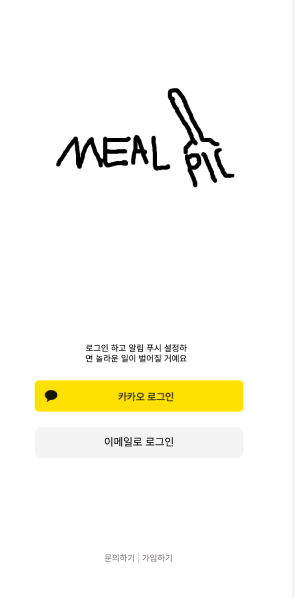 MEAL PIC
로그인 하고 알림 푸시 설정하
면 놀라운 일이 벌어질 거예요
카카오 로그인
이메일로 로그인
문의하기 | 가입하기